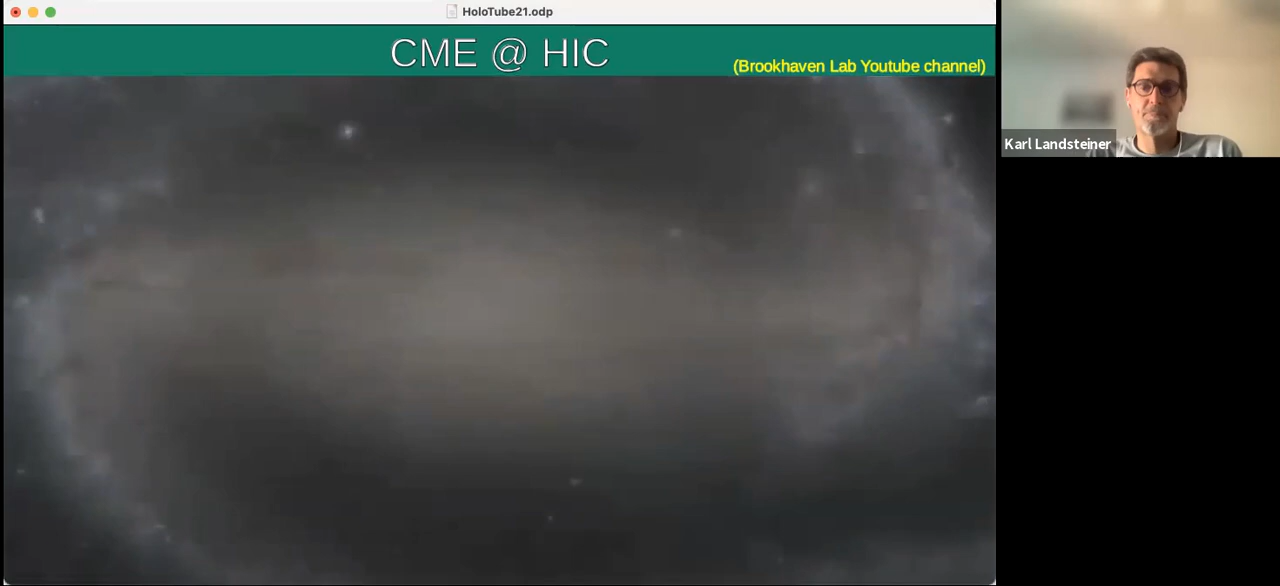 HoloTube21.odp
CME @ HIC
(Brookhaven Lab Youtube channel)
Karl Landsteiner